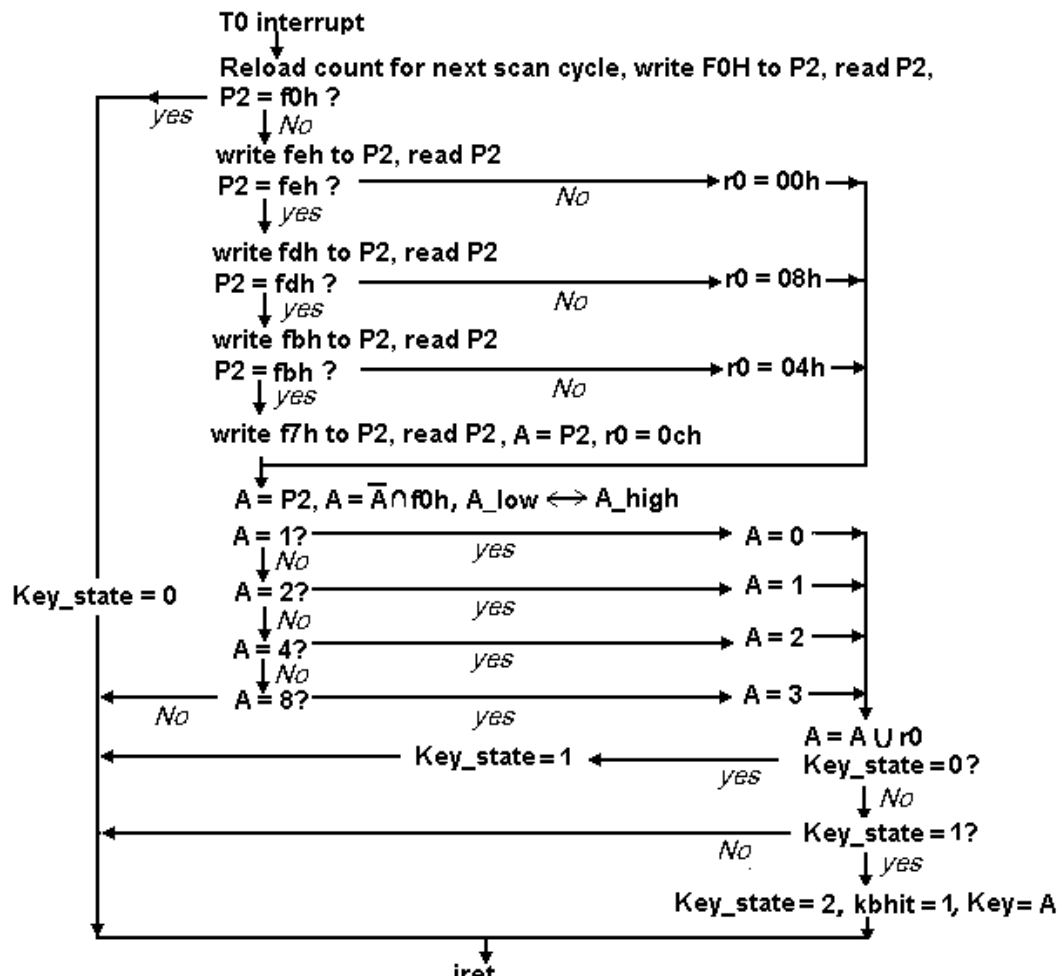 T0 interrupt
Reload count for next scan cycle, write F0H to P2, read P2,
P2 = f0h ?
yes
No
write feh to P2, read P2
P2 = feh ?
No
r0 = 00h
yes
write fdh to P2, read P2
P2 = fdh ?
No
r0 = 08h
yes
write fbh to P2, read P2
P2 = fbh ?
No
r0 = 04h
yes
write f7h to P2, read P2, A = P2, r0 = 0ch
A = P2, A = A̅∩f0h, A_low ↔ A_high
A = 1?
yes
A = 0
No
Key_state = 0
A = 2?
yes
A = 1
No
A = 4?
yes
A = 2
No
A = 8?
No
yes
A = 3
A = A ∪ r0
Key_state = 1
yes
Key_state = 0?
No
Key_state = 1?
No
yes
Key_state = 2, kbhit = 1, Key = A
iret